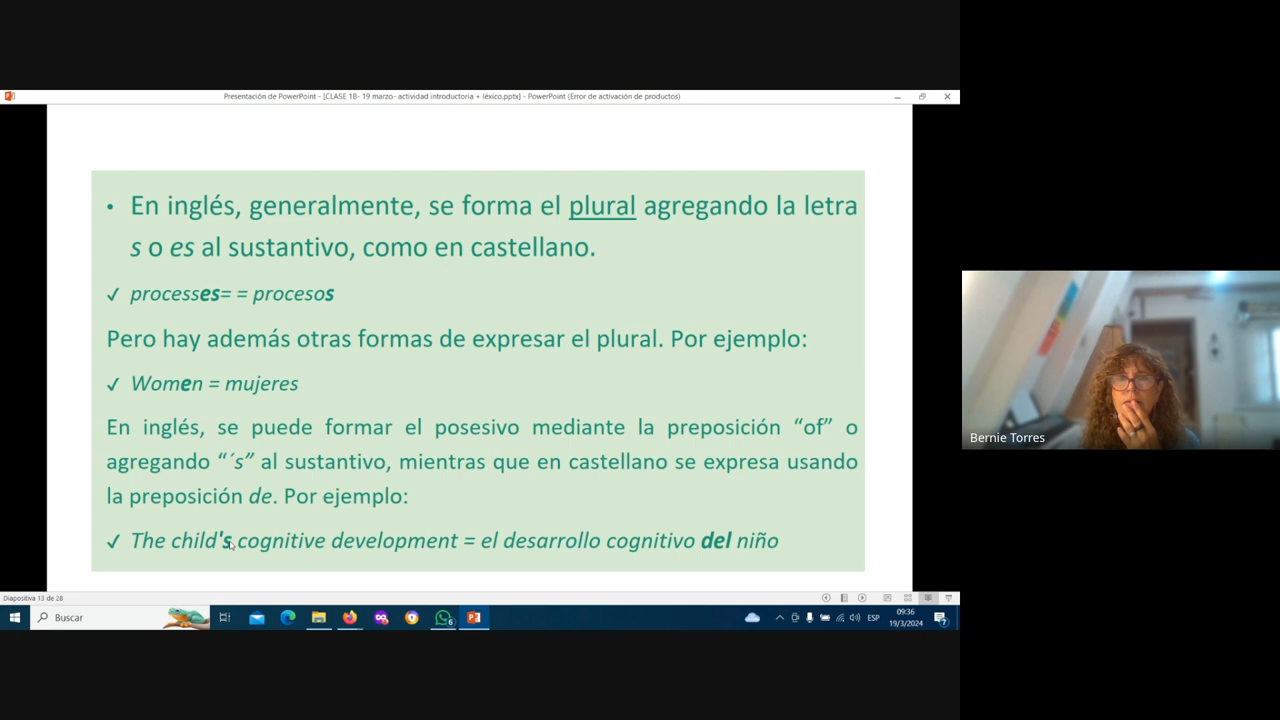 Presentación de PowerPoint - [CLASE 1B- 19 marzo- actividad introductoria + léxico.pptx] - PowerPoint (Error de activación de productos)
• En inglés, generalmente, se forma el plural agregando la letra
s o es al sustantivo, como en castellano.
✓ processes= = procesos
Pero hay además otras formas de expresar el plural. Por ejemplo:
✓ Women = mujeres
En inglés, se puede formar el posesivo mediante la preposición “of” o
agregando “´s” al sustantivo, mientras que en castellano se expresa usando
la preposición de. Por ejemplo:
✓ The child's cognitive development = el desarrollo cognitivo del niño
Bernie Torres
Diapositiva 13 de 28
Buscar
6
ESP
09:36
19/3/2024
7